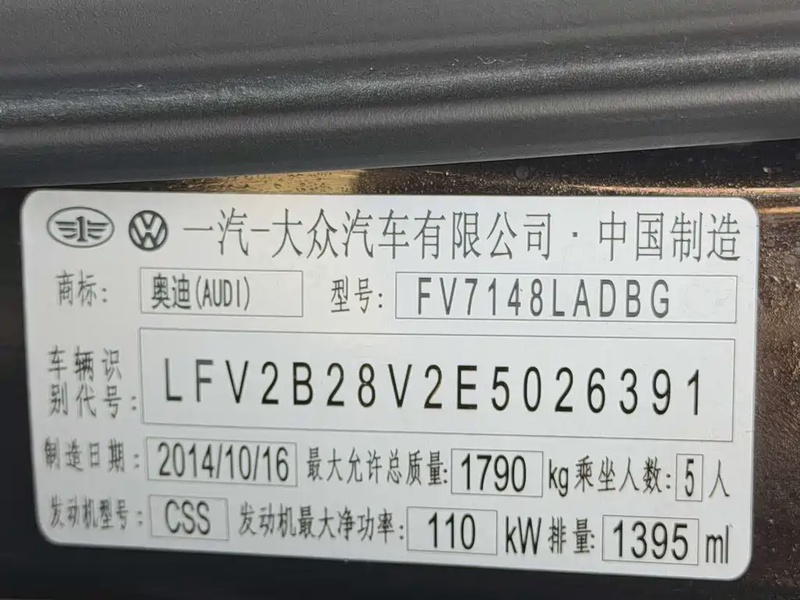 一汽-大众汽车有限公司·中国制造
商标: 奥迪(AUDI) 型号: FV7148LADBG
车辆识别代号: LFV2B28V2E5026391
制造日期: 2014/10/16 最大允许总质量: 1790 kg 乘坐人数: 5 人
发动机型号: CSS 发动机最大净功率: 110 kW 排量: 1395 ml